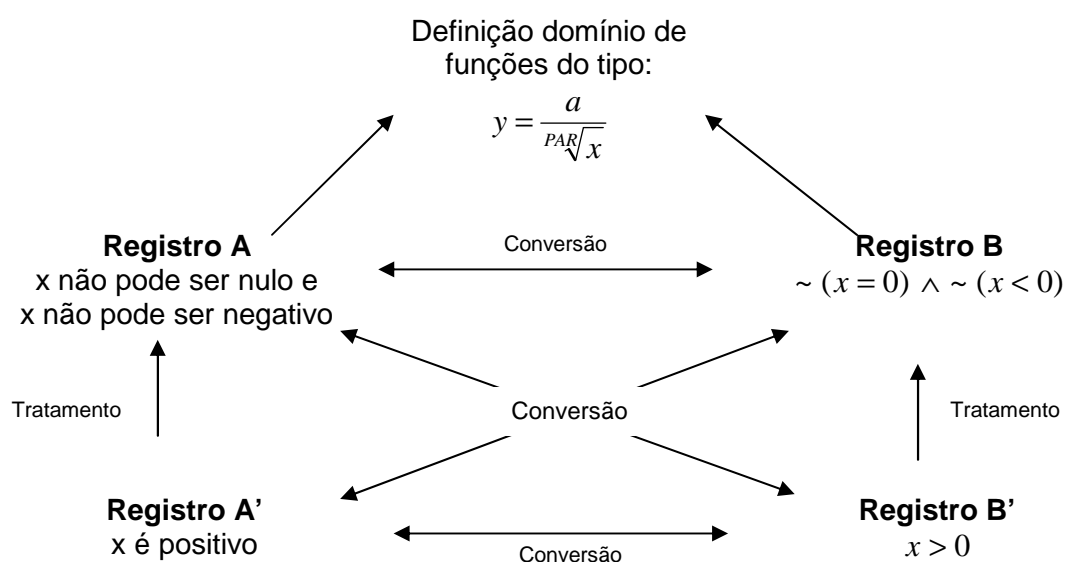 Definição domínio de
funções do tipo:
y = a / PAR√x
Registro A
x não pode ser nulo e
x não pode ser negativo
Conversão
Registro B
~ (x = 0) ∧ ~ (x < 0)
Tratamento
Conversão
Tratamento
Registro A’
x é positivo
Conversão
Registro B’
x > 0